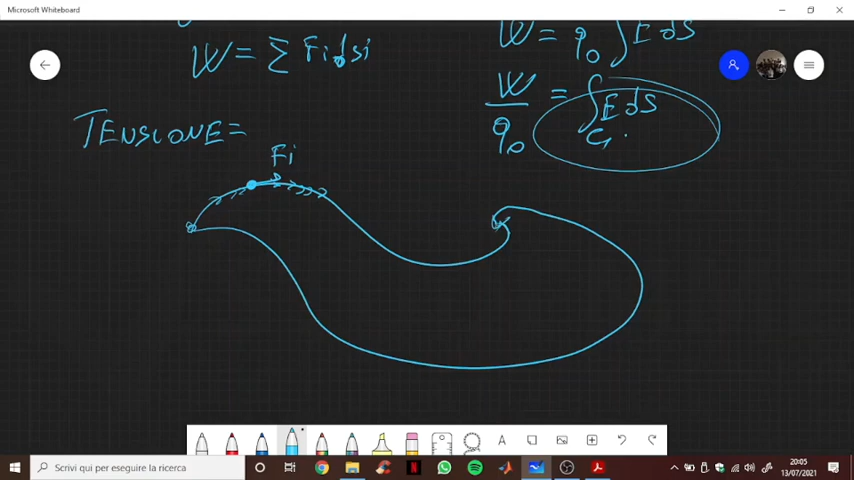 Microsoft Whiteboard
W = ∑ Fi dsi
W = q₀ ∫ E dS
W/q₀ = ∫ E dS
C₁
TENSIONE =
Fi
Scrivi qui per eseguire la ricerca
20:05
13/07/2021